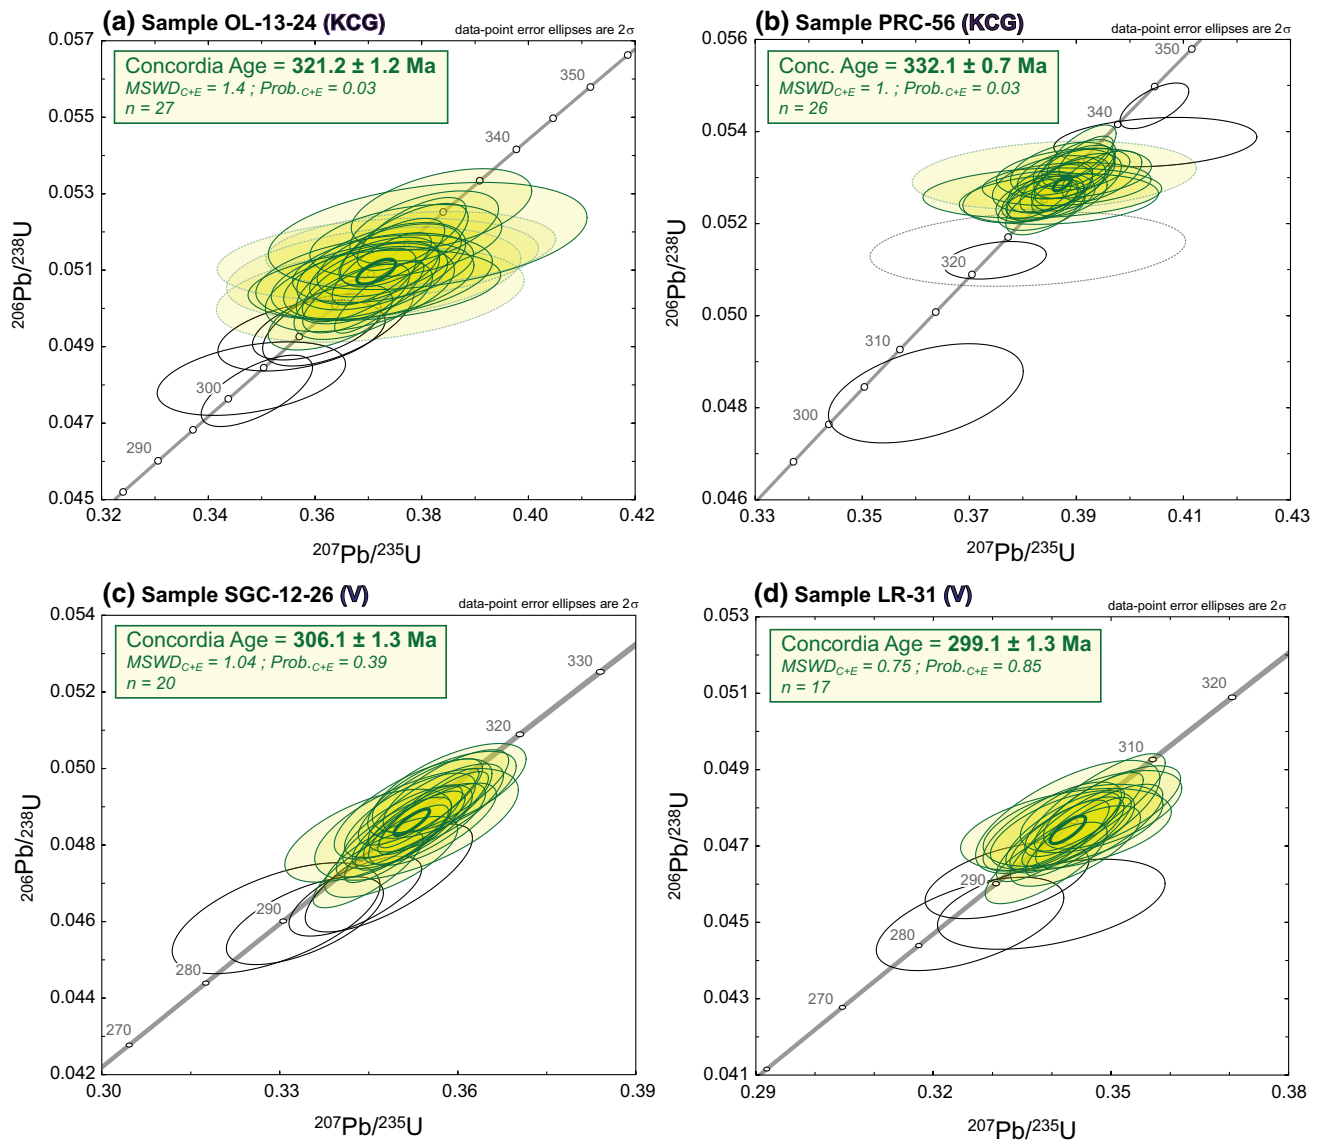 (a) Sample OL-13-24 (KCG)
data-point error ellipses are 2σ
Concordia Age = 321.2 ± 1.2 Ma
MSWD_C+E = 1.4 ; Prob._C+E = 0.03
n = 27
0.057
0.055
0.053
0.051
0.049
0.047
0.045
350
340
300
290
0.32
0.34
0.36
0.38
0.40
0.42
206Pb/238U
207Pb/235U
(b) Sample PRC-56 (KCG)
data-point error ellipses are 2σ
Conc. Age = 332.1 ± 0.7 Ma
MSWD_C+E = 1. ; Prob._C+E = 0.03
n = 26
0.056
0.054
0.052
0.050
0.048
0.046
350
340
320
310
300
0.33
0.35
0.37
0.39
0.41
0.43
206Pb/238U
207Pb/235U
(c) Sample SGC-12-26 (V)
data-point error ellipses are 2σ
Concordia Age = 306.1 ± 1.3 Ma
MSWD_C+E = 1.04 ; Prob._C+E = 0.39
n = 20
0.054
0.052
0.050
0.048
0.046
0.044
0.042
330
320
290
280
270
0.30
0.33
0.36
0.39
206Pb/238U
207Pb/235U
(d) Sample LR-31 (V)
data-point error ellipses are 2σ
Concordia Age = 299.1 ± 1.3 Ma
MSWD_C+E = 0.75 ; Prob._C+E = 0.85
n = 17
0.053
0.051
0.049
0.047
0.045
0.043
0.041
320
310
290
280
270
0.29
0.32
0.35
0.38
206Pb/238U
207Pb/235U